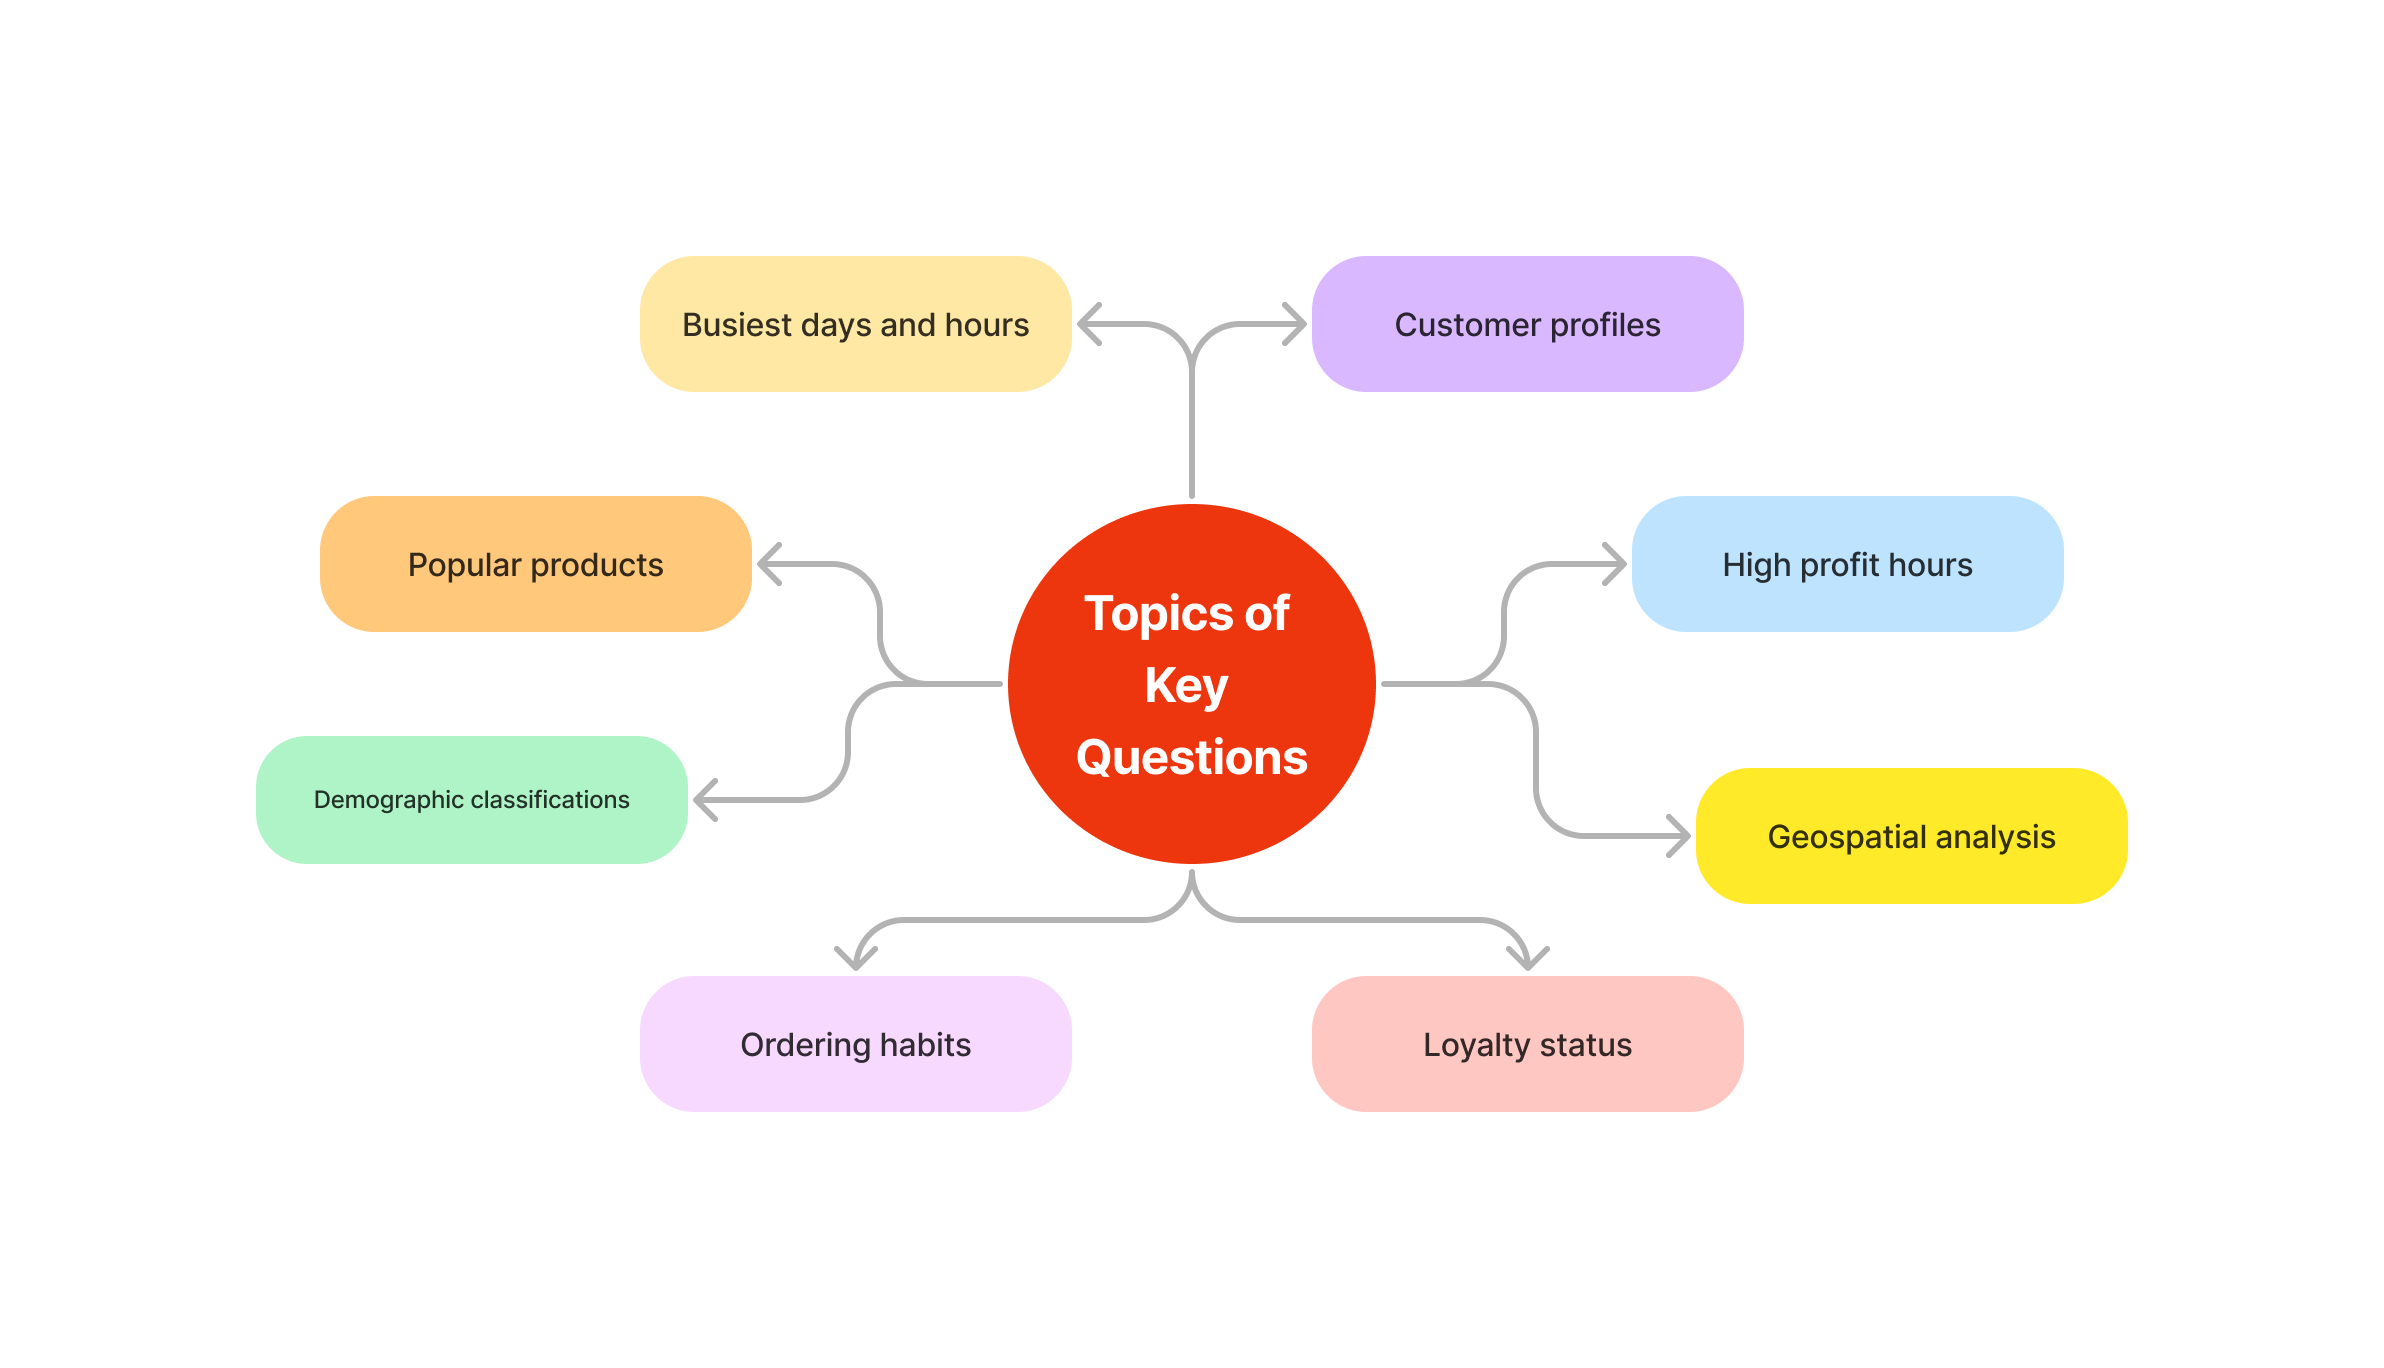 Busiest days and hours
Customer profiles
Popular products
High profit hours
Topics of
Key
Questions
Demographic classifications
Geospatial analysis
Ordering habits
Loyalty status